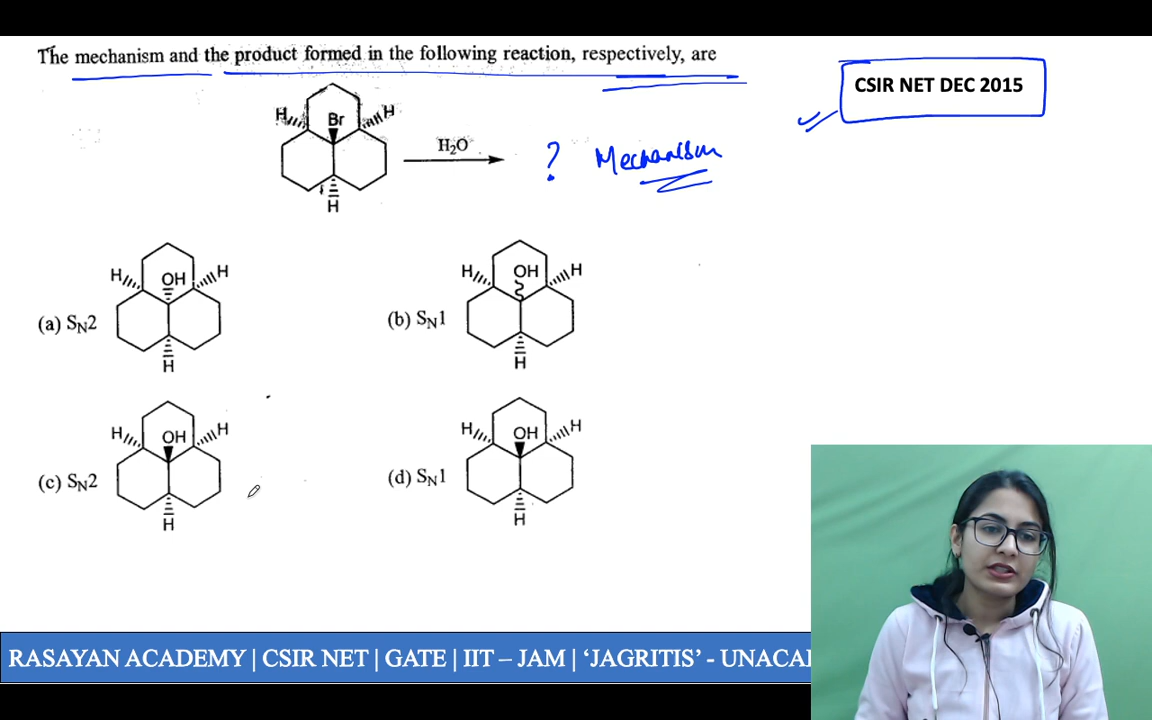 The mechanism and the product formed in the following reaction, respectively, are
CSIR NET DEC 2015
H Br H
H₂O
? Mechanism
H
H OH H
(a) SN2
H
H OH H
(b) SN1
H
H OH H
(c) SN2
H
H OH H
(d) SN1
H
RASAYAN ACADEMY | CSIR NET | GATE | IIT – JAM | ‘JAGRITIS’ - UNACAD